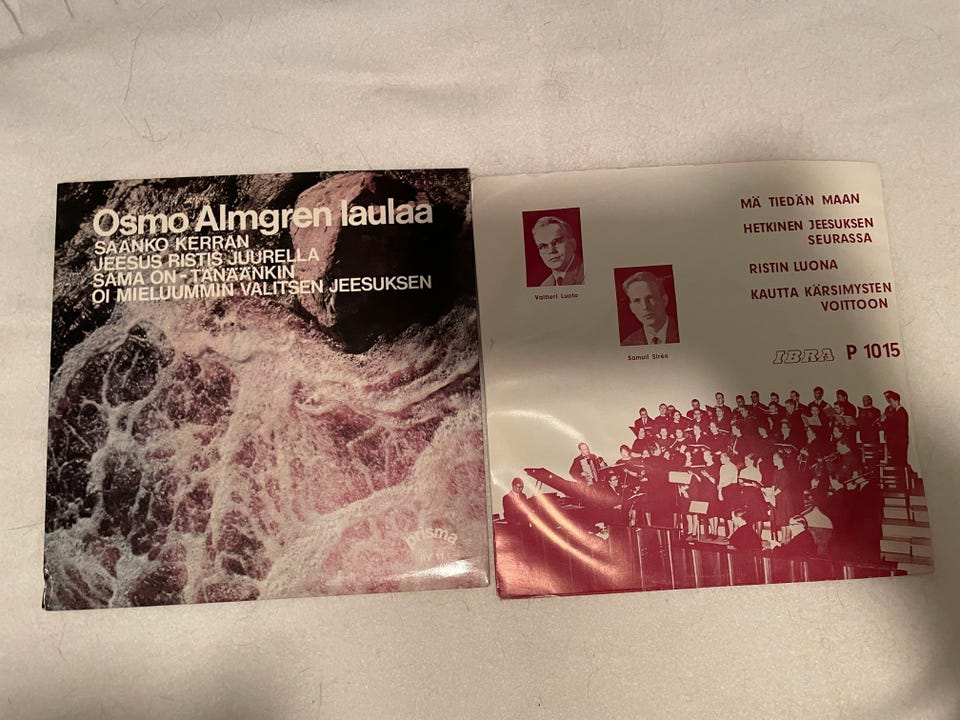 Osmo Almgren laulaa
SAANKO KERRAN
JEESUS RISTIS JUURELLA
SAMA ON - TÄNÄÄNKIN
OI MIELUUMMIN VALITSEN JEESUKSEN
prisma
MÄ TIEDÄN MAAN
HETKINEN JEESUKSEN
SEURASSA
RISTIN LUONA
KAUTTA KÄRSIMYSTEN
VOITTOON
IBRA P 1015
Valtteri Luoto
Samuli Sirén